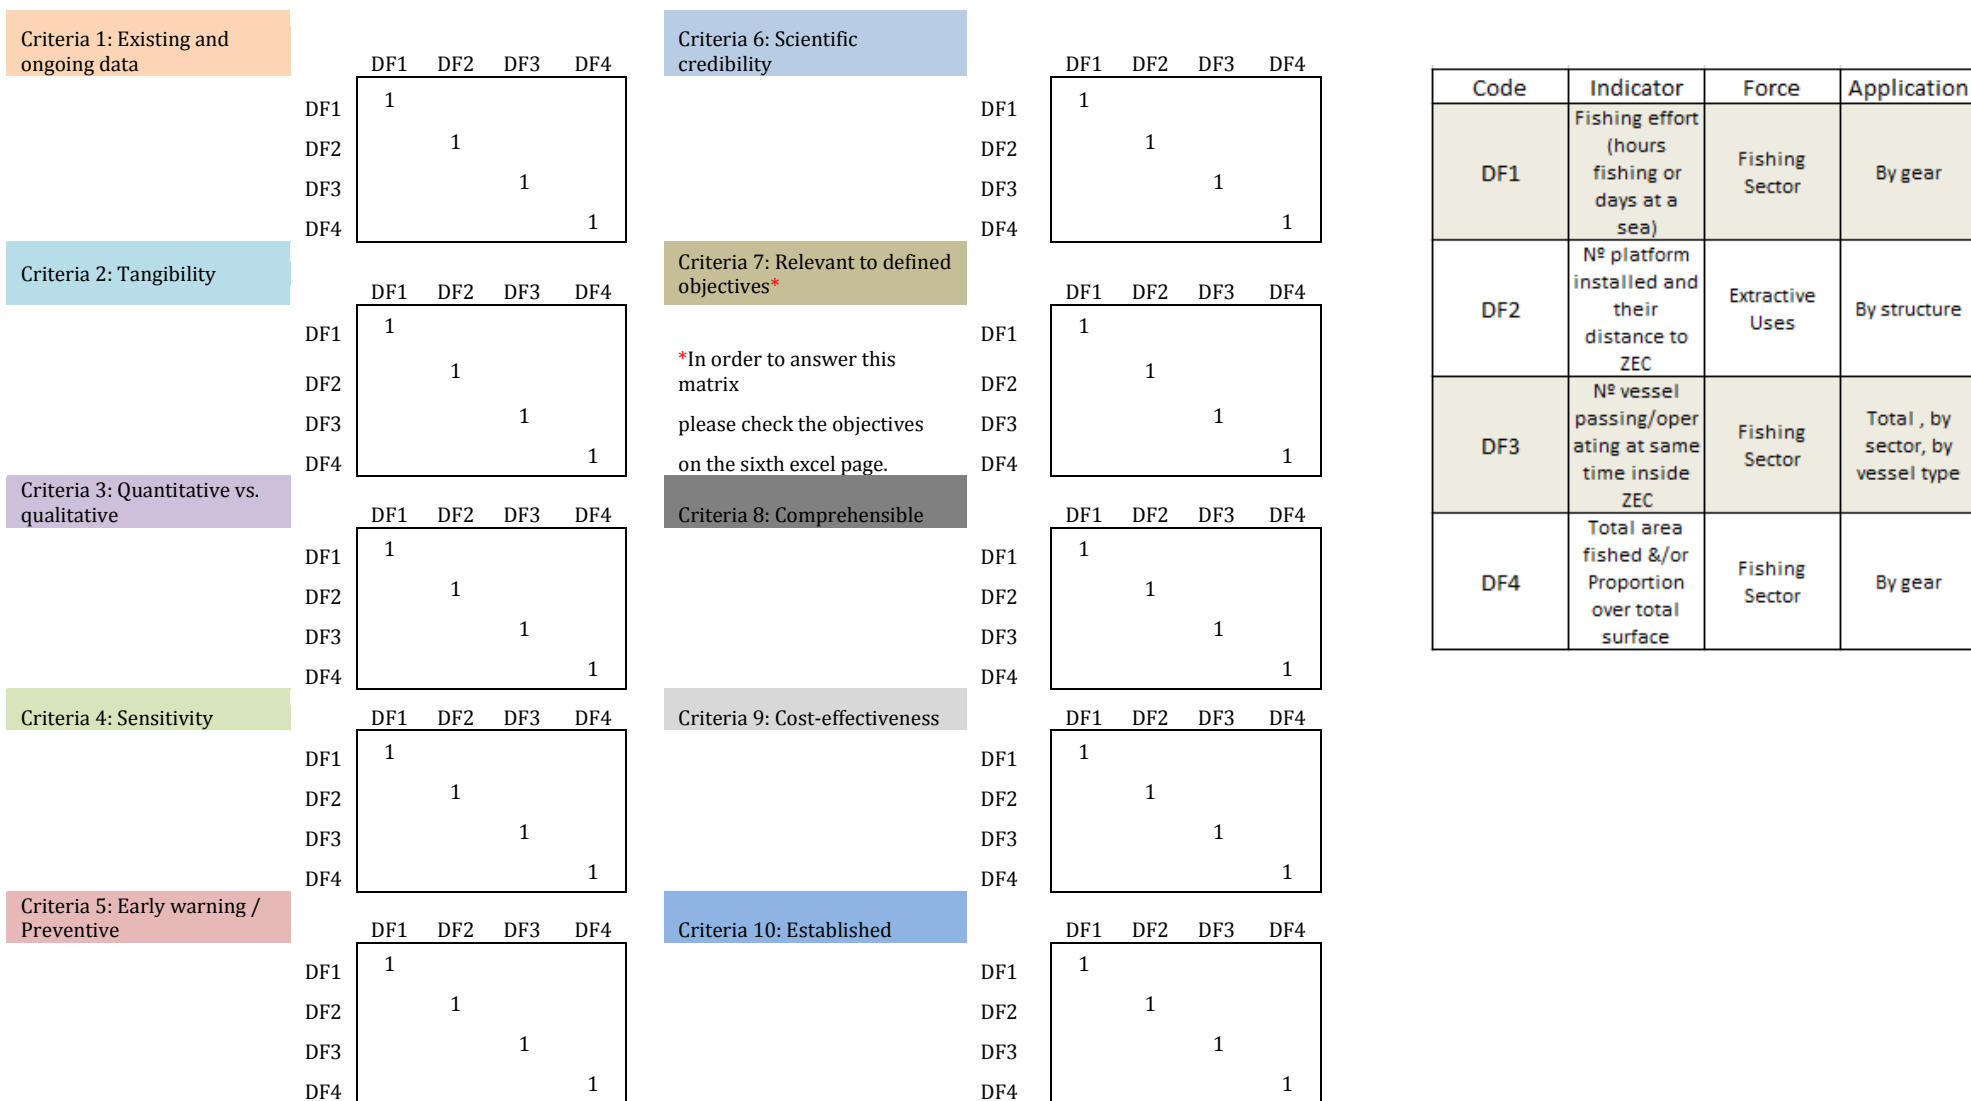 Criteria 1: Existing and
ongoing data
DF1 DF2 DF3 DF4
DF1 1
DF2 1
DF3 1
DF4 1
Criteria 2: Tangibility
DF1 DF2 DF3 DF4
DF1 1
DF2 1
DF3 1
DF4 1
Criteria 3: Quantitative vs.
qualitative
DF1 DF2 DF3 DF4
DF1 1
DF2 1
DF3 1
DF4 1
Criteria 4: Sensitivity
DF1 DF2 DF3 DF4
DF1 1
DF2 1
DF3 1
DF4 1
Criteria 5: Early warning /
Preventive
DF1 DF2 DF3 DF4
DF1 1
DF2 1
DF3 1
DF4 1
Criteria 6: Scientific
credibility
DF1 DF2 DF3 DF4
DF1 1
DF2 1
DF3 1
DF4 1
Criteria 7: Relevant to defined
objectives*
*In order to answer this
matrix
please check the objectives
on the sixth excel page.
DF1 DF2 DF3 DF4
DF1 1
DF2 1
DF3 1
DF4 1
Criteria 8: Comprehensible
DF1 DF2 DF3 DF4
DF1 1
DF2 1
DF3 1
DF4 1
Criteria 9: Cost-effectiveness
DF1 DF2 DF3 DF4
DF1 1
DF2 1
DF3 1
DF4 1
Criteria 10: Established
DF1 DF2 DF3 DF4
DF1 1
DF2 1
DF3 1
DF4 1
Code Indicator Force Application
DF1
Fishing effort
(hours
fishing or
days at a
sea)
Fishing
Sector
By gear
DF2
Nº platform
installed and
their
distance to
ZEC
Extractive
Uses
By structure
DF3
Nº vessel
passing/oper
ating at same
time inside
ZEC
Fishing
Sector
Total , by
sector, by
vessel type
DF4
Total area
fished &/or
Proportion
over total
surface
Fishing
Sector
By gear